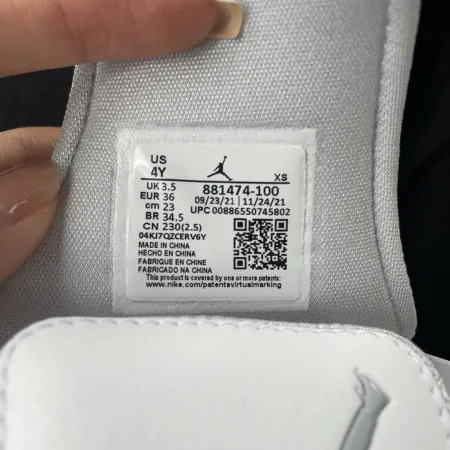 US
4Y
XS
UK 3.5
EUR 36
cm 23
BR 34.5
CN 230(2.5)
881474-100
09/23/21 | 11/24/21
UPC 00886550745802
04KJ7QZCERV6Y
MADE IN CHINA
HECHO EN CHINA
FABRIQUE EN CHINE
FABRICADO NA CHINA
This product is covered by one or more patents:
www.nike.com/patentsvirtualmarking